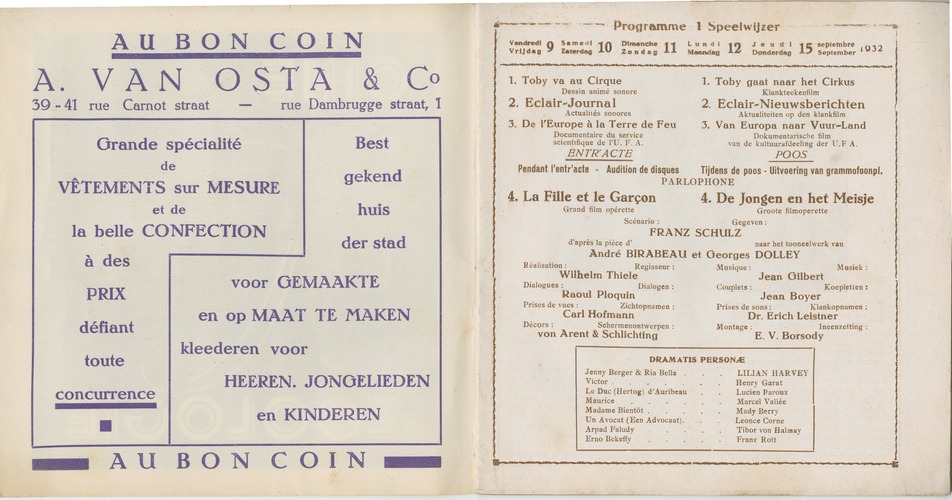 AU BON COIN
A. VAN OSTA & Co
39-41 rue Carnot straat — rue Dambrugge straat, 1
Grande spécialité
de
VÊTEMENTS sur MESURE
et de
la belle CONFECTION
à des
PRIX
défiant
toute
concurrence
Best
gekend
huis
der stad
voor GEMAAKTE
en op MAAT TE MAKEN
kleederen voor
HEEREN. JONGELIEDEN
en KINDEREN
AU BON COIN
Programme 1 Speelwijzer
Vendredi 9 Samedi 10 Dimanche 11 Lundi 12 Jeudi 15 septembre 1932
Vrijdag Zaterdag Zondag Maandag Donderdag September
1. Toby va au Cirque
Dessin animé sonore
2. Eclair-Journal
Actualités sonores
3. De l'Europe à la Terre de Feu
Documentaire du service
scientifique de l'U. F. A.
ENTR'ACTE
1. Toby gaat naar het Cirkus
Klankteekenfilm
2. Eclair-Nieuwsberichten
Aktualiteiten op den klankfilm
3. Van Europa naar Vuur-Land
Dokumentarische film
van de kultuurafdeeling der U.F.A.
POOS
Pendant l'entr'acte - Audition de disques Tijdens de poos - Uitvoering van grammofoonpl.
PARLOPHONE
4. La Fille et le Garçon 4. De Jongen en het Meisje
Grand film opérette Groote filmoperette
Scénario : Gegeven :
FRANZ SCHULZ
d'après la pièce d' naar het tooneelwerk van
André BIRABEAU et Georges DOLLEY
Réalisation : Regisseur : Musique : Muziek :
Wilhelm Thiele Jean Gilbert
Dialogues : Dialogen : Couplets : Koepletten :
Raoul Ploquin Jean Boyer
Prises de vues : Zichtopnamen : Prises de sons : Klankopnamen :
Carl Hofmann Dr. Erich Leistner
Décors : Schermenontwerpen : Montage : Ineenzetting :
von Arent & Schlichting E. V. Borsody
DRAMATIS PERSONÆ
Jenny Berger & Ria Bella . . . LILIAN HARVEY
Victor . . . . . . Henry Garat
Le Duc (Hertog) d'Auribeau . . Lucien Baroux
Maurice . . . . . . Marcel Vallée
Madame Bientôt . . . . . Mady Berry
Un Avocat (Een Advocaat). . . Leonce Corne
Arpad Faludy . . . . . Tibor von Halmay
Erno Bekeffy . . . . . Franz Rott